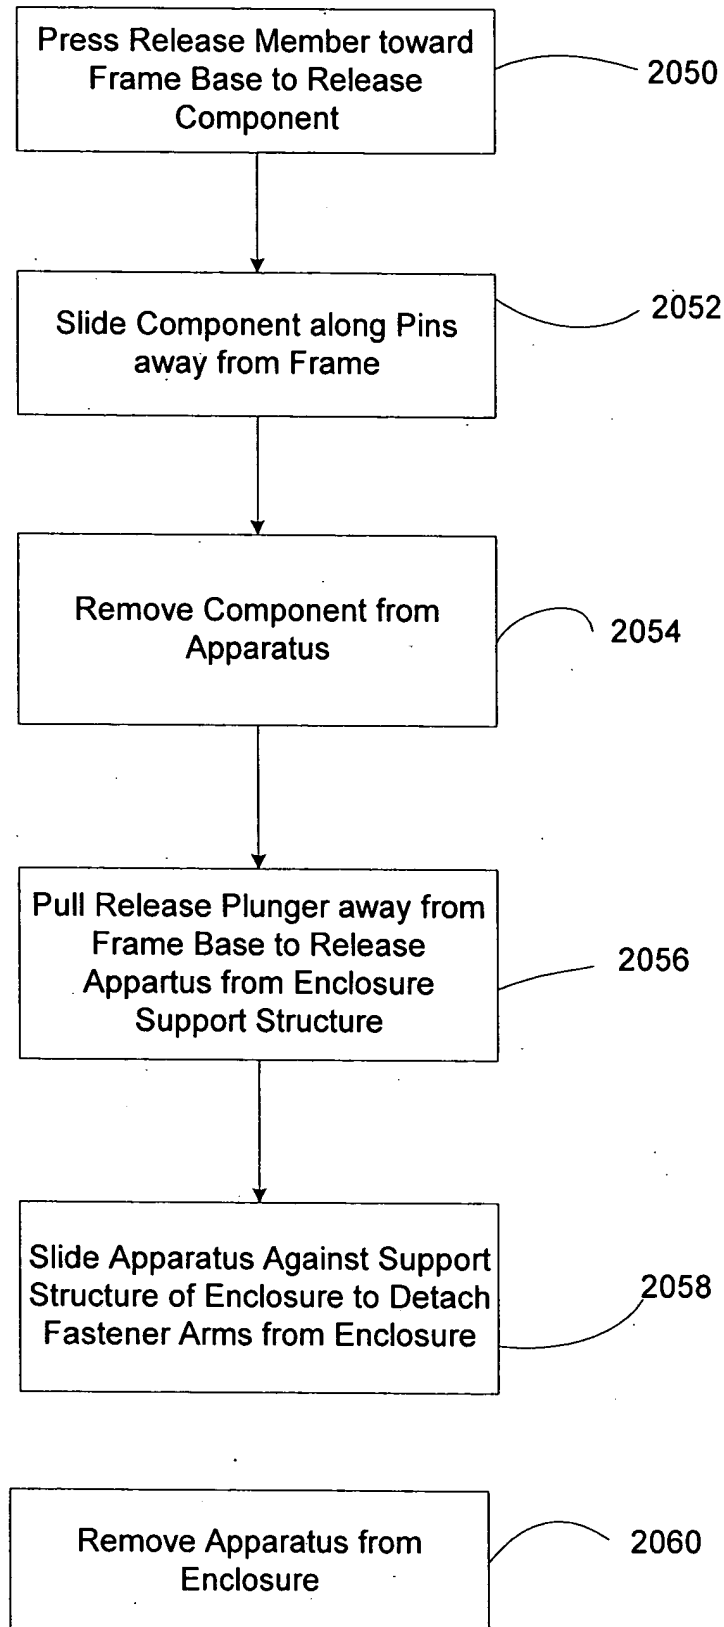 Press Release Member toward
Frame Base to Release
Component
2050
Slide Component along Pins
away from Frame
2052
Remove Component from
Apparatus
2054
Pull Release Plunger away from
Frame Base to Release
Appartus from Enclosure
Support Structure
2056
Slide Apparatus Against Support
Structure of Enclosure to Detach
Fastener Arms from Enclosure
2058
Remove Apparatus from
Enclosure
2060